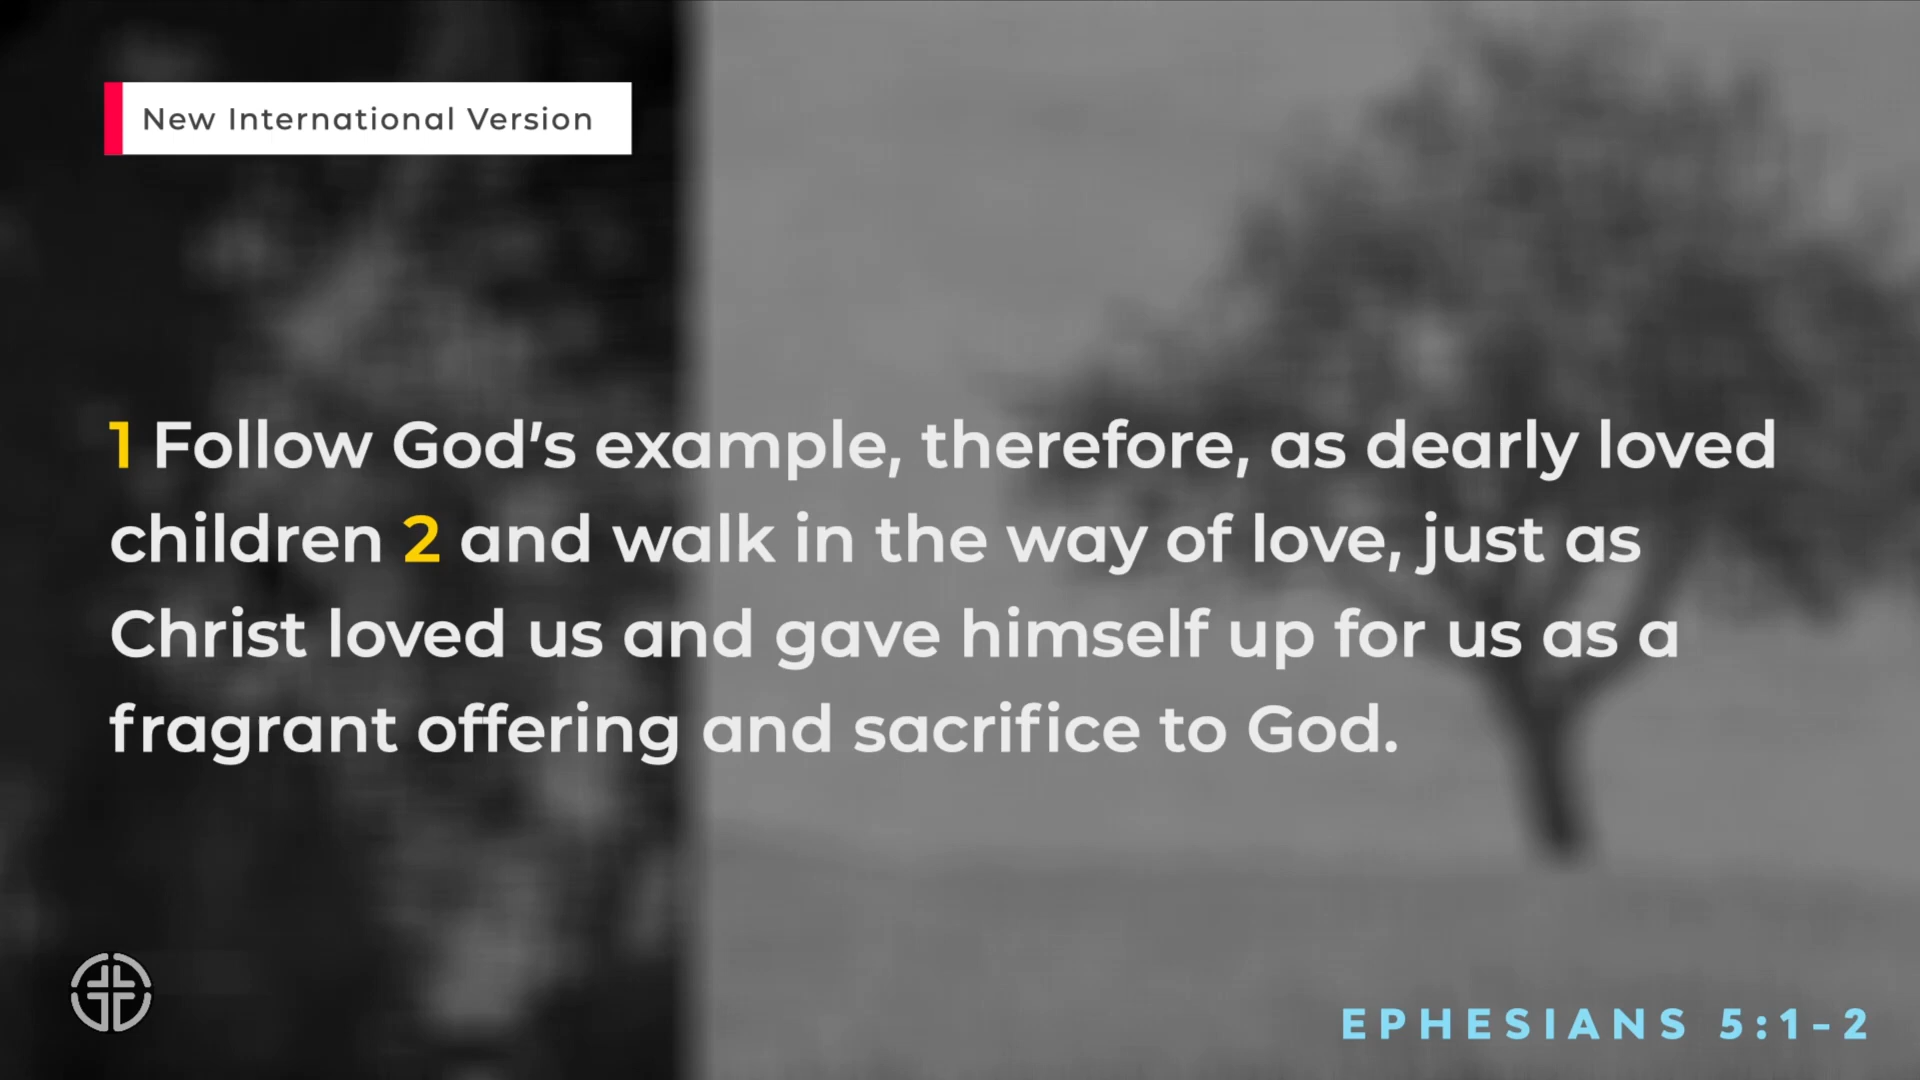 New International Version
1 Follow God’s example, therefore, as dearly loved
children 2 and walk in the way of love, just as
Christ loved us and gave himself up for us as a
fragrant offering and sacrifice to God.
EPHESIANS 5:1-2